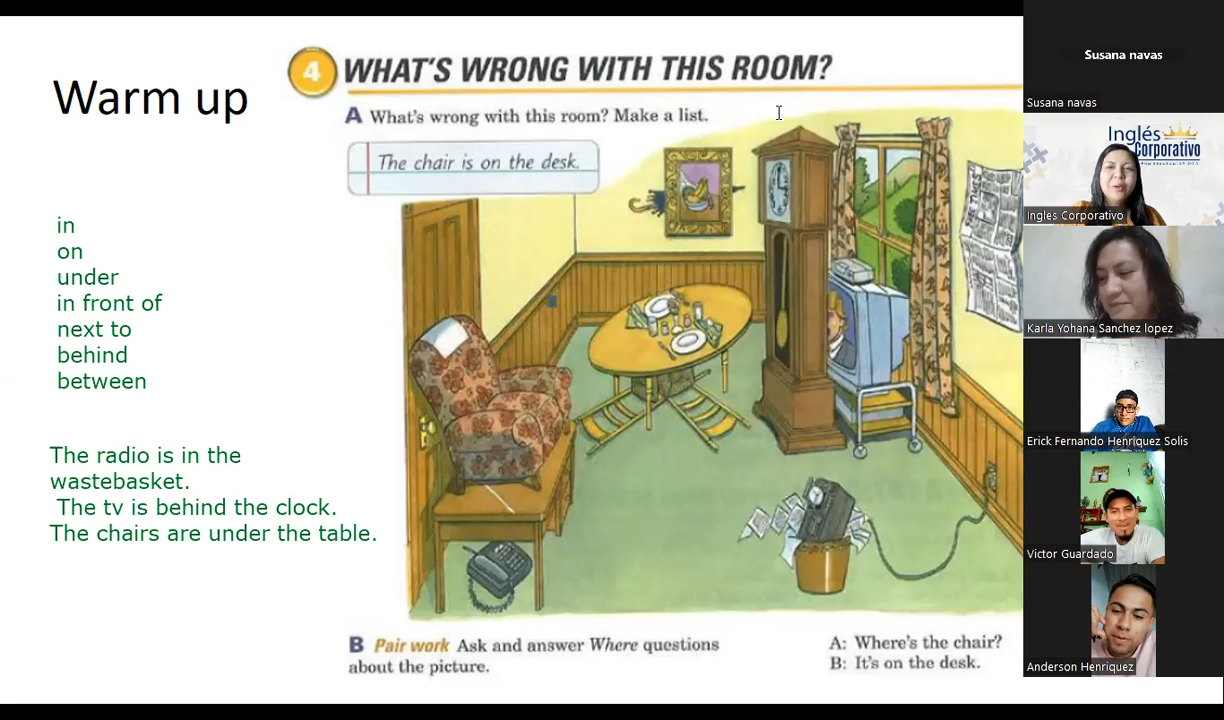 Warm up
in
on
under
in front of
next to
behind
between
The radio is in the
wastebasket.
The tv is behind the clock.
The chairs are under the table.
4 WHAT'S WRONG WITH THIS ROOM?
A What's wrong with this room? Make a list.
The chair is on the desk.
B Pair work Ask and answer Where questions
about the picture.
A: Where's the chair?
B: It's on the desk.
Susana navas
Susana navas
Inglés
Corporativo
Ingles Corporativo
Karla Yohana Sanchez lopez
Erick Fernando Henriquez Solis
Victor Guardado
Anderson Henriquez